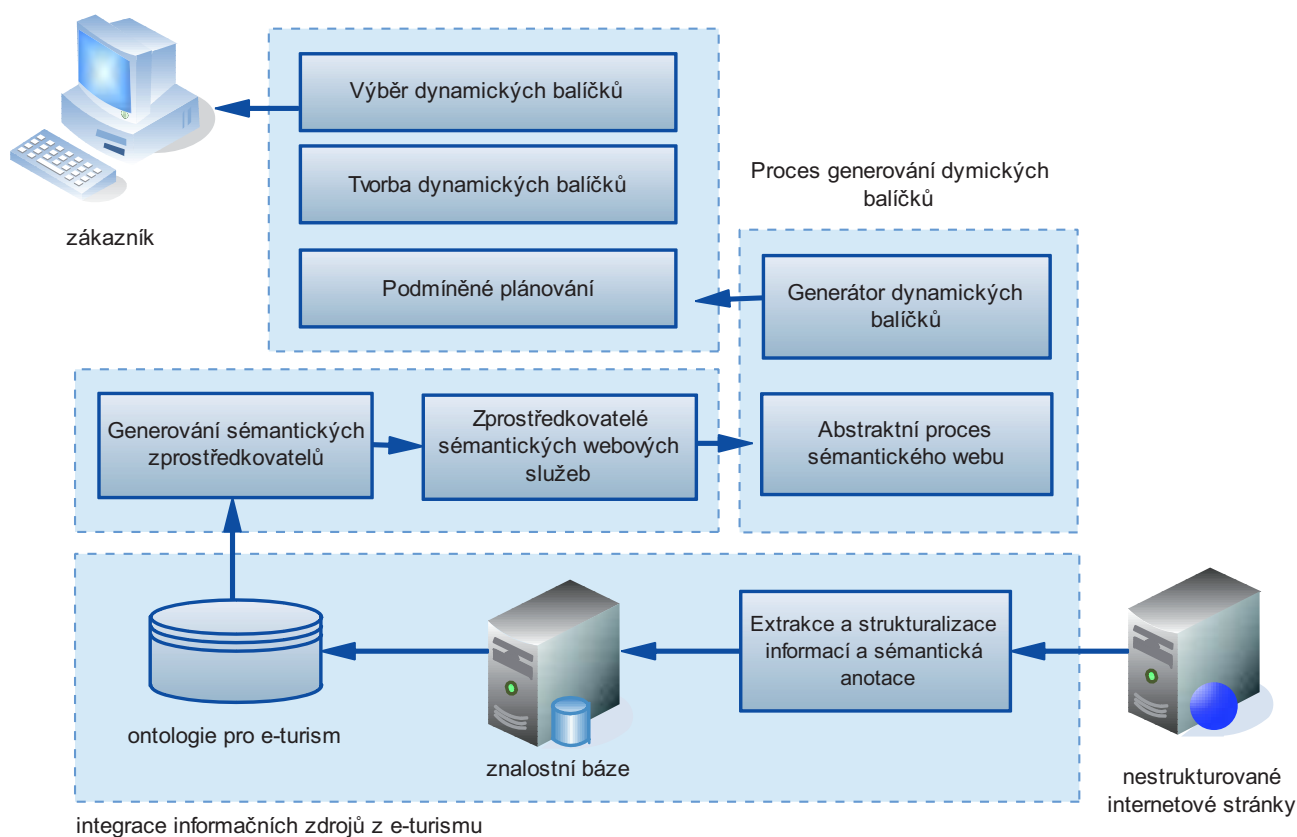 Výběr dynamických balíčků
Tvorba dynamických balíčků
Podmíněné plánování
zákazník
Proces generování dymických
balíčků
Generátor dynamických
balíčků
Abstraktní proces
sémantického webu
Generování sémantických
zprostředkovatelů
Zprostředkovatelé
sémantických webových
služeb
Extrakce a strukturalizace
informací a sémantická
anotace
ontologie pro e-turism
znalostní báze
nestrukturované
internetové stránky
integrace informačních zdrojů z e-turismu